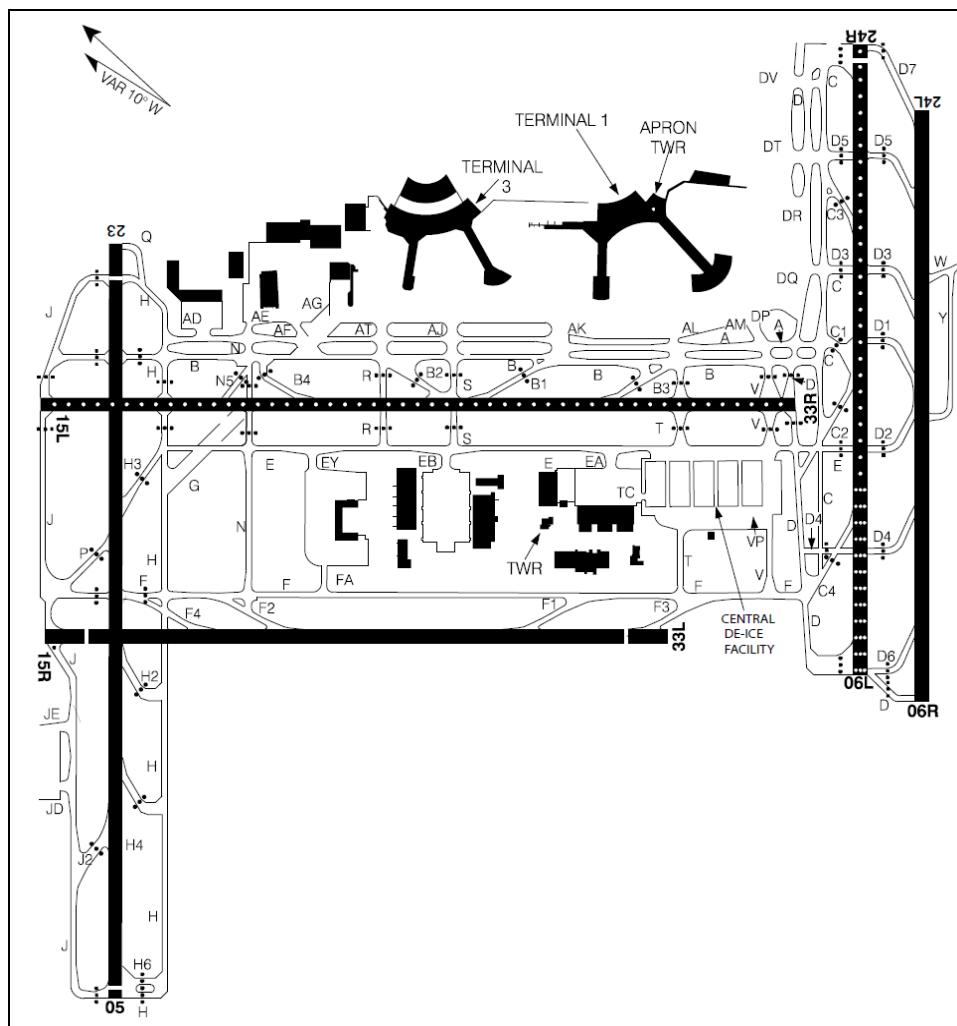 VAR 10° W
24R
DV
C
D7
D
24L
TERMINAL 1
APRON
TWR
TERMINAL
3
DT
D5
D5
DR
C3
23
Q
DQ
D3
D3
C
W
J
H
AD
AE
AG
AF
AT
AJ
AK
AL
AM
A
DP
A
C1
D1
Y
N
B
H
N5
B4
R
B2
S
B
B1
B
B3
B
V
D
C
15L
33R
R
S
T
V
C2
D2
H3
G
E
EY
EB
E
EA
E
TC
C
J
N
D
D4
D4
P
VP
TWR
H
F
F
FA
T
F
V
F
C4
F4
F2
F1
F3
D
CENTRAL
DE-ICE
FACILITY
33L
15R
J
H2
06L
D6
D
06R
JE
H
JD
H4
J2
H
J
H6
05
H